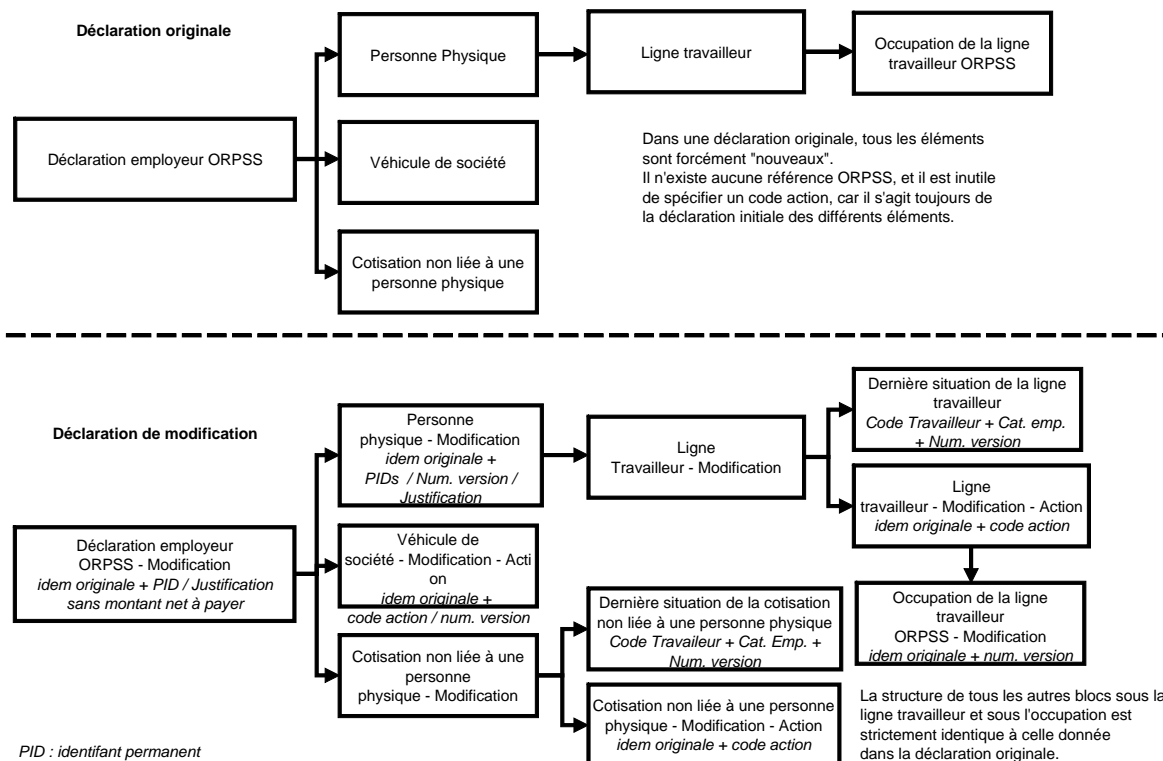 Déclaration originale
Personne Physique
Ligne travailleur
Occupation de la ligne
travailleur ORPSS
Déclaration employeur ORPSS
Véhicule de société
Cotisation non liée à une
personne physique
Dans une déclaration originale, tous les éléments
sont forcément "nouveaux".
Il n'existe aucune référence ORPSS, et il est inutile
de spécifier un code action, car il s'agit toujours de
la déclaration initiale des différents éléments.
Déclaration de modification
Déclaration employeur
ORPSS - Modification
idem originale + PID / Justification
sans montant net à payer
Personne
physique - Modification
idem originale +
PIDs / Num. version /
Justification
Ligne
Travailleur - Modification
Dernière situation de la ligne
travailleur
Code Travailleur + Cat. emp.
+ Num. version
Ligne
travailleur - Modification - Action
idem originale + code action
Occupation de la ligne
travailleur
ORPSS - Modification
idem originale + num. version
Véhicule de
société - Modification - Acti
on
idem originale +
code action / num. version
Cotisation non liée à une
personne
physique - Modification
Dernière situation de la cotisation
non liée à une personne physique
Code Travaileur + Cat. Emp. +
Num. version
Cotisation non liée à une personne
physique - Modification - Action
idem originale + code action
La structure de tous les autres blocs sous la
ligne travailleur et sous l'occupation est
strictement identique à celle donnée
dans la déclaration originale.
PID : identifant permanent